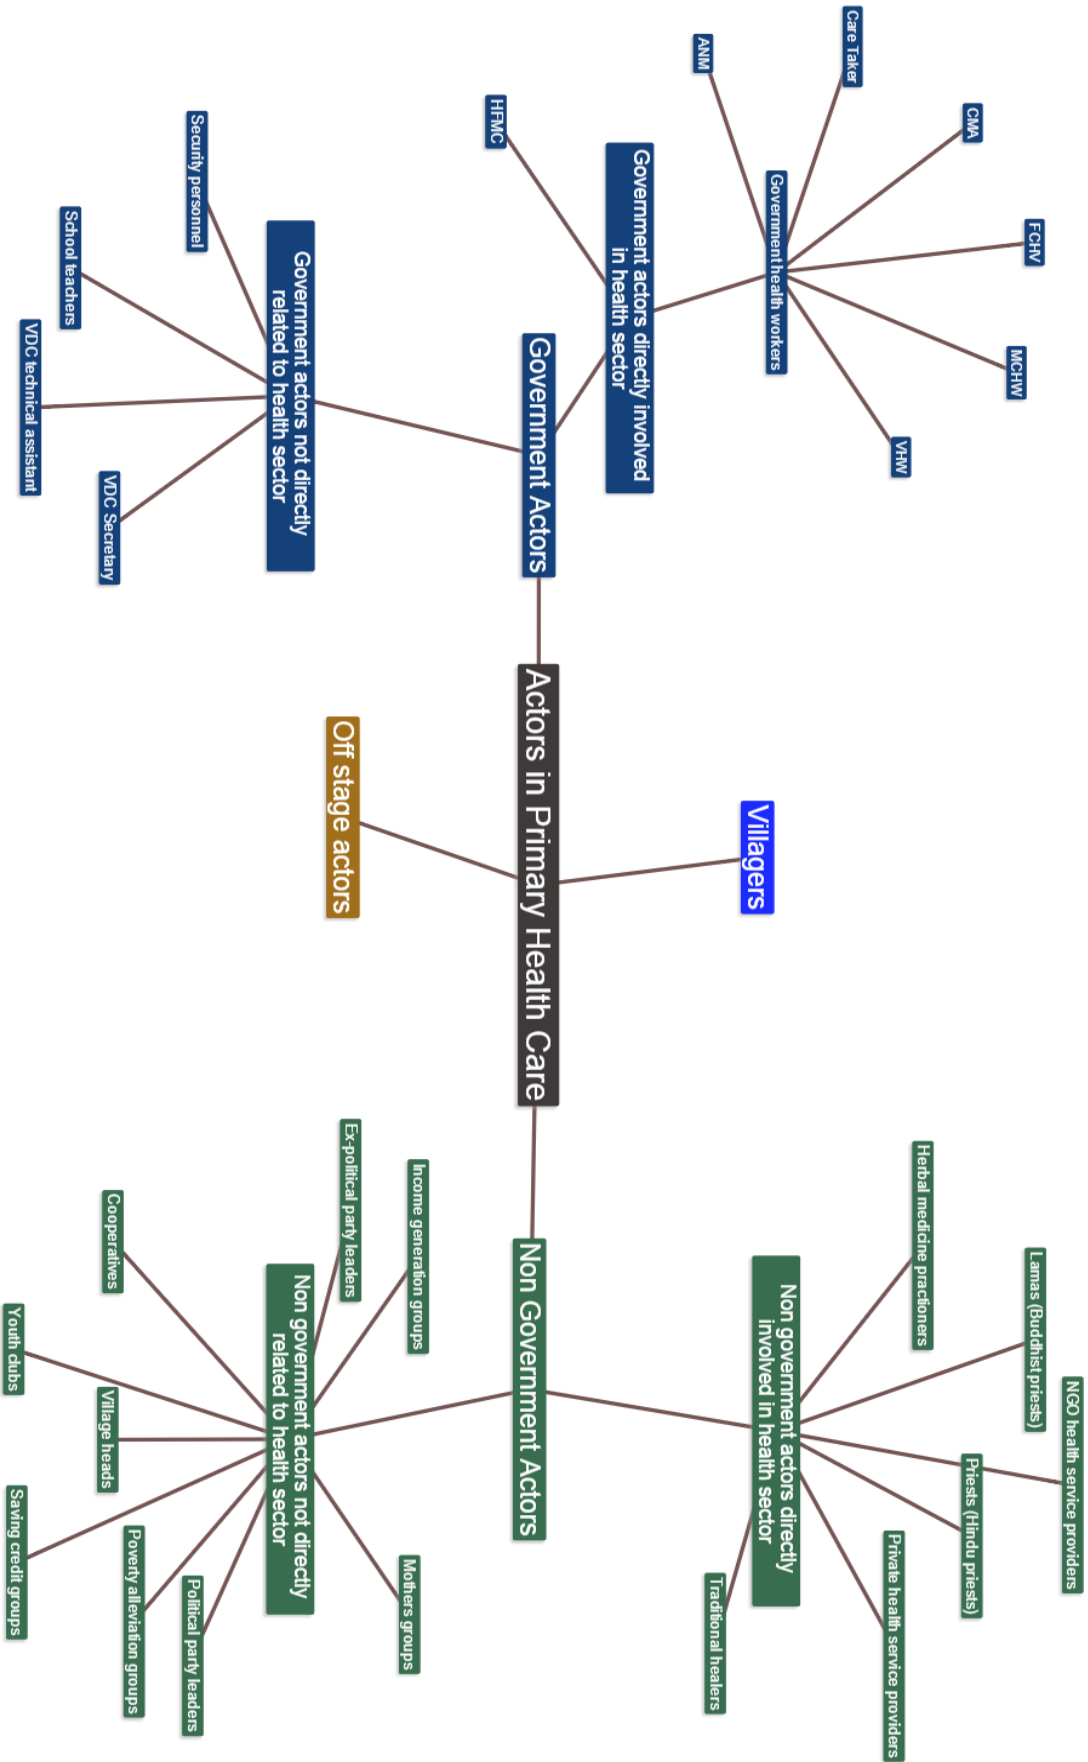 FCHV
CMA
MCHW
Care Taker
VHW
ANM
Government health workers
Government actors directly involved
in health sector
HFMC
Government Actors
Government actors not directly
related to health sector
Security personnel
School teachers
VDC technical assistant
VDC Secretary
Villagers
Actors in Primary Health Care
Off stage actors
NGO health service providers
Lamas (Buddhist priests)
Priests (Hindu priests)
Herbal medicine practioners
Private health service providers
Non government actors directly
involved in health sector
Traditional healers
Non Government Actors
Income generation groups
Mothers groups
Ex-political party leaders
Non government actors not directly
related to health sector
Political party leaders
Poverty alleviation groups
Cooperatives
Village heads
Youth clubs
Saving credit groups